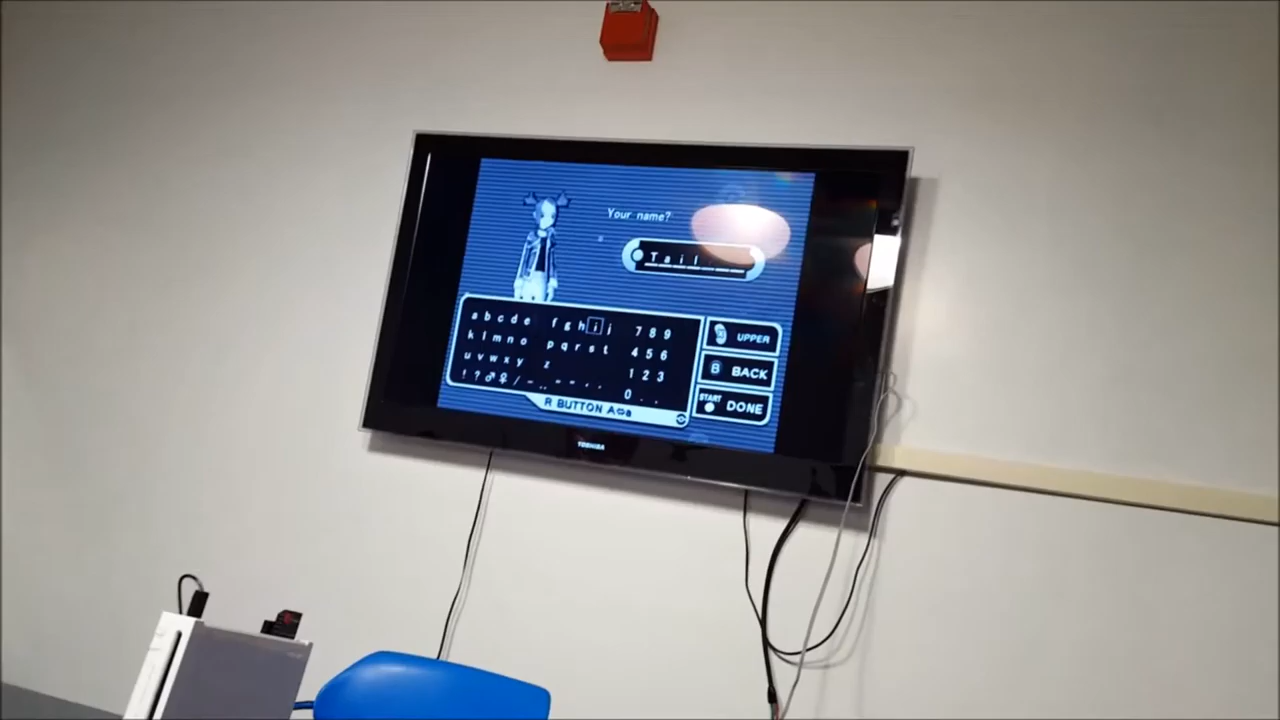 Your name?
Tail
a b c d e f g h i j 7 8 9
k l m n o p q r s t 4 5 6
u v w x y z 1 2 3
! ? ♂ ♀ / – 0
UPPER
B BACK
START DONE
R BUTTON A⇔a
TOSHIBA